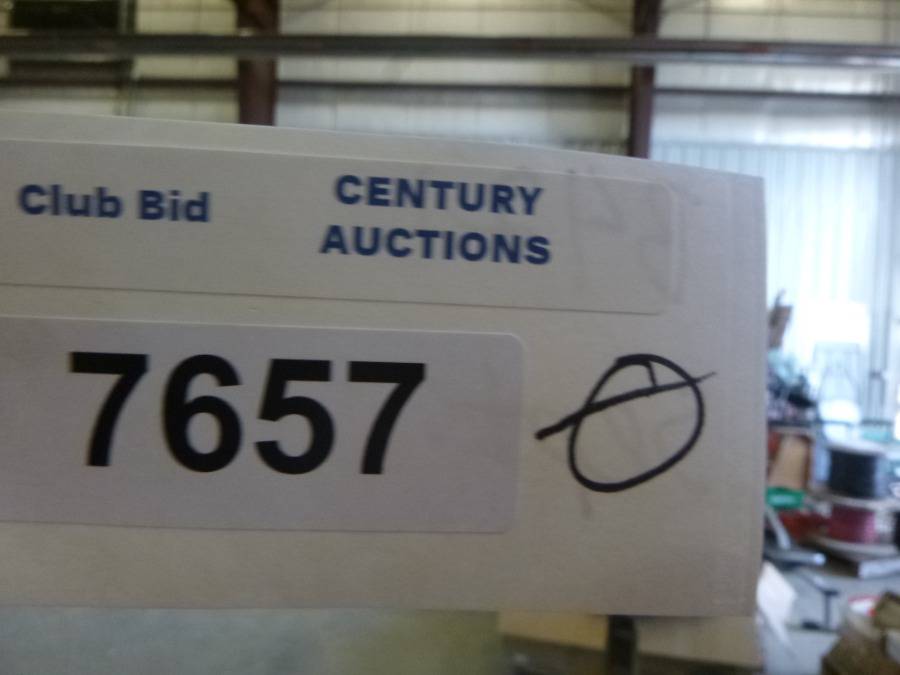 Club Bid
CENTURY
AUCTIONS
7657